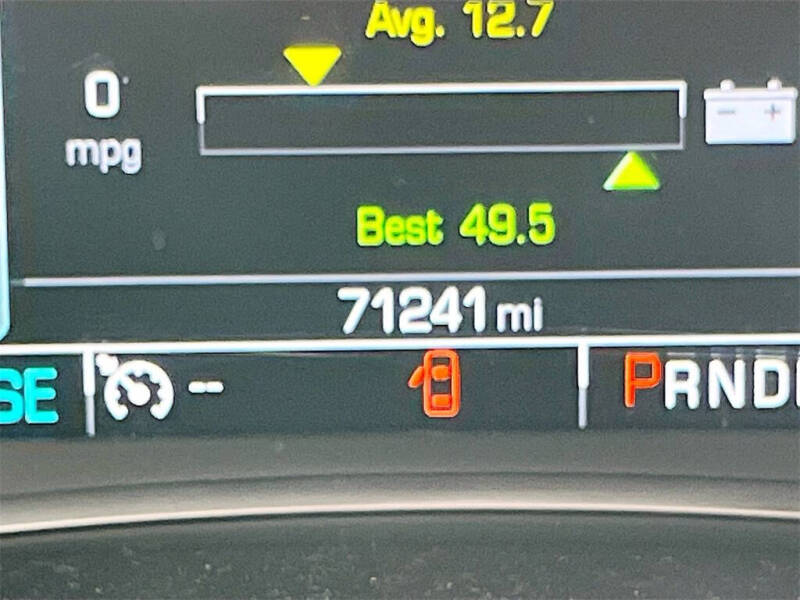 Avg. 12.7
0
mpg
- +
Best 49.5
71241 mi
SE -- PRND